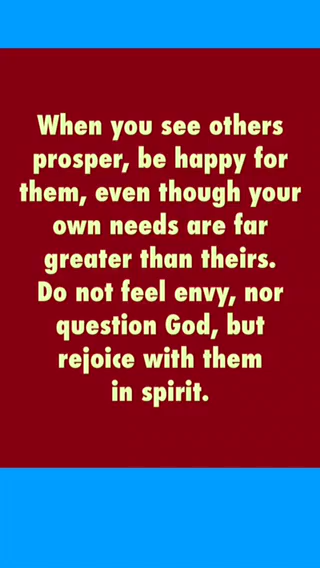 When you see others
prosper, be happy for
them, even though your
own needs are far
greater than theirs.
Do not feel envy, nor
question God, but
rejoice with them
in spirit.